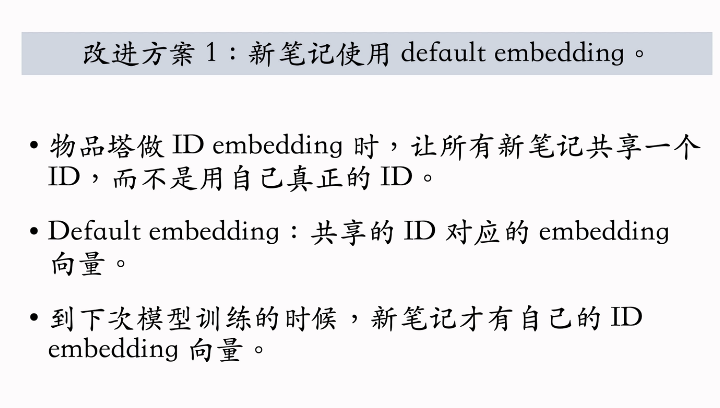 改进方案 1：新笔记使用 default embedding。
• 物品塔做 ID embedding 时，让所有新笔记共享一个
ID，而不是用自己真正的 ID。
• Default embedding：共享的 ID 对应的 embedding
向量。
• 到下次模型训练的时候，新笔记才有自己的 ID
embedding 向量。